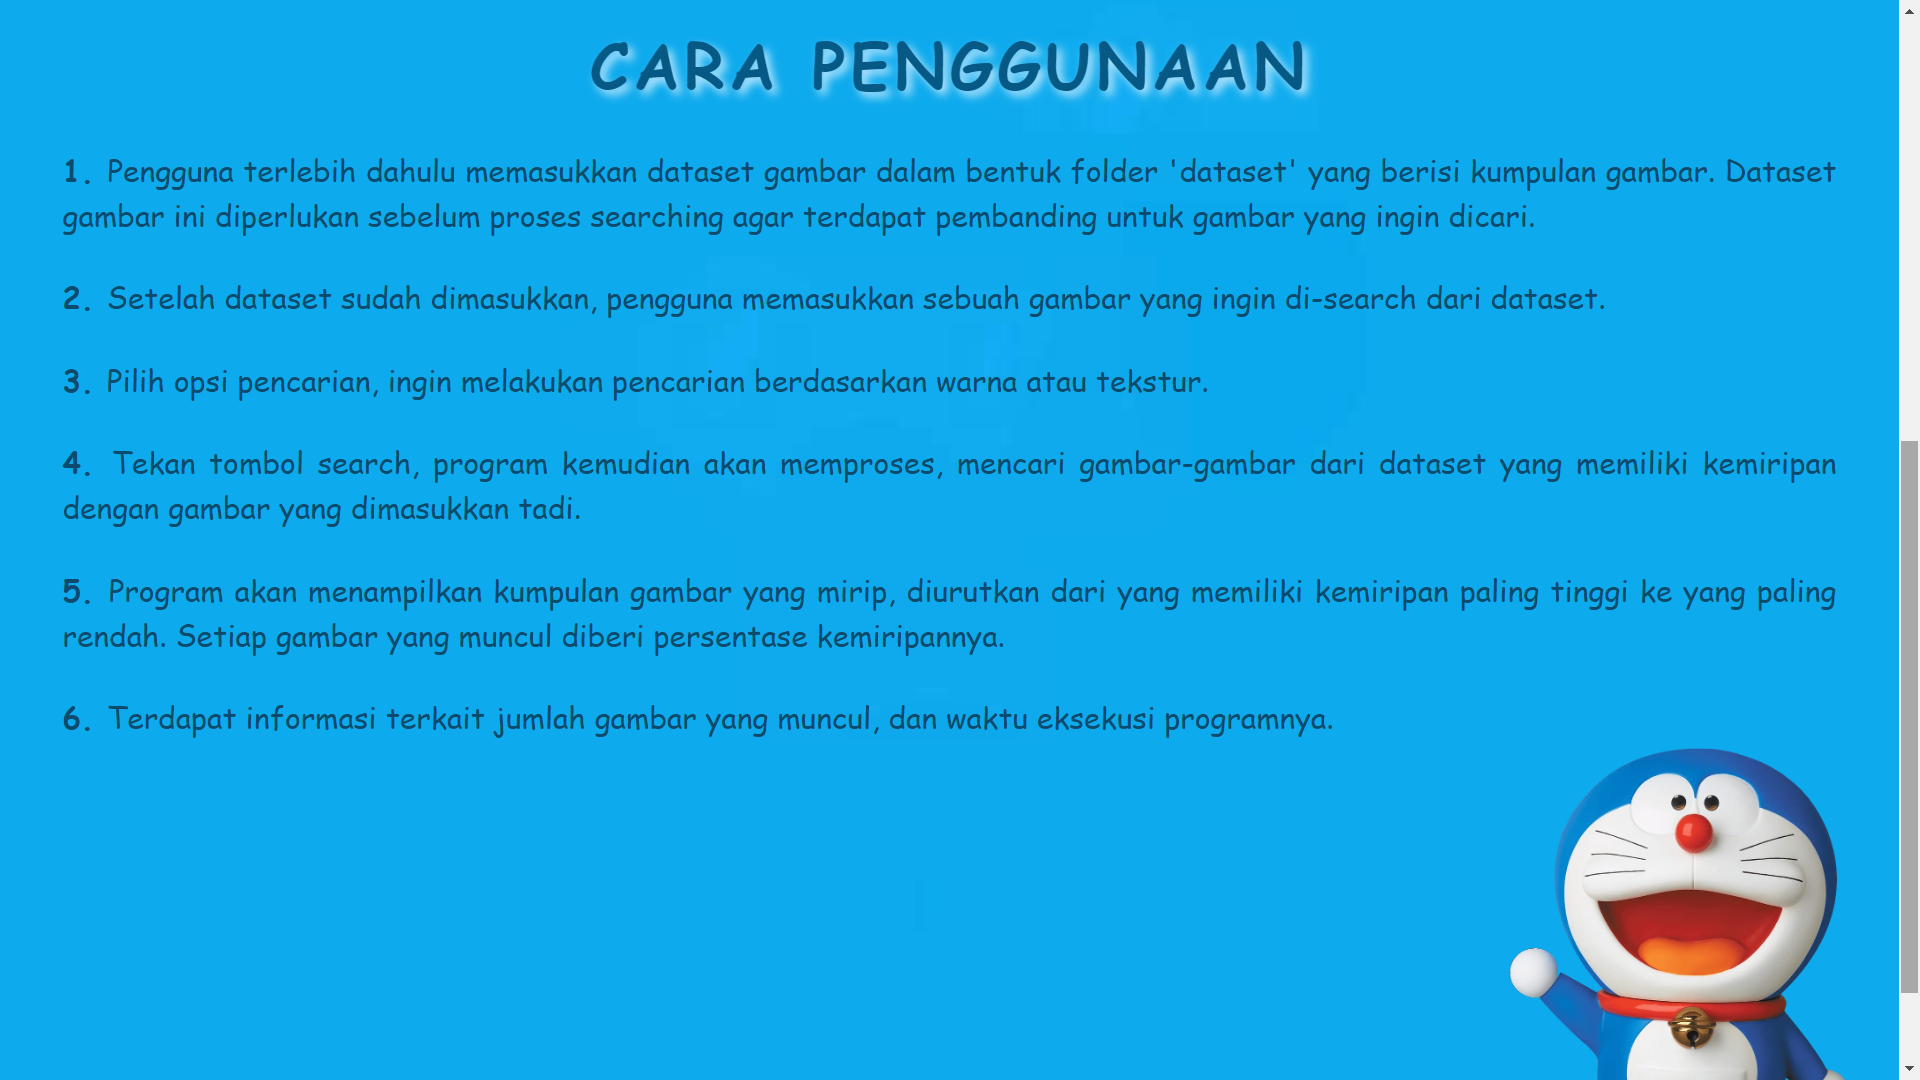 CARA PENGGUNAAN
1. Pengguna terlebih dahulu memasukkan dataset gambar dalam bentuk folder 'dataset' yang berisi kumpulan gambar. Dataset
gambar ini diperlukan sebelum proses searching agar terdapat pembanding untuk gambar yang ingin dicari.
2. Setelah dataset sudah dimasukkan, pengguna memasukkan sebuah gambar yang ingin di-search dari dataset.
3. Pilih opsi pencarian, ingin melakukan pencarian berdasarkan warna atau tekstur.
4. Tekan tombol search, program kemudian akan memproses, mencari gambar-gambar dari dataset yang memiliki kemiripan
dengan gambar yang dimasukkan tadi.
5. Program akan menampilkan kumpulan gambar yang mirip, diurutkan dari yang memiliki kemiripan paling tinggi ke yang paling
rendah. Setiap gambar yang muncul diberi persentase kemiripannya.
6. Terdapat informasi terkait jumlah gambar yang muncul, dan waktu eksekusi programnya.